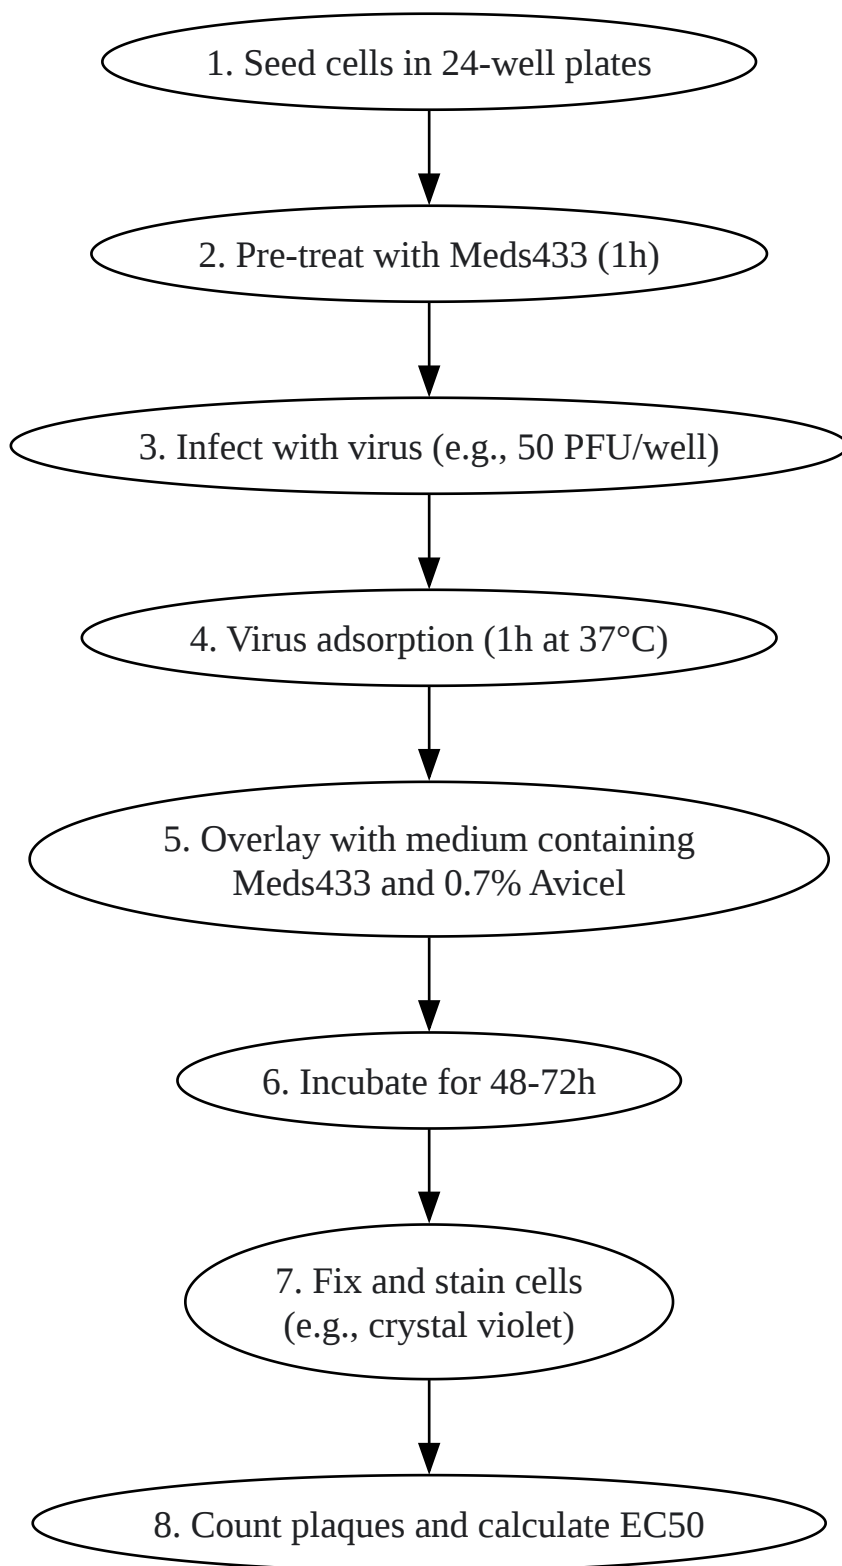 1. Seed cells in 24-well plates
2. Pre-treat with Meds433 (1h)
3. Infect with virus (e.g., 50 PFU/well)
4. Virus adsorption (1h at 37°C)
5. Overlay with medium containing
Meds433 and 0.7% Avicel
6. Incubate for 48-72h
7. Fix and stain cells
(e.g., crystal violet)
8. Count plaques and calculate EC50